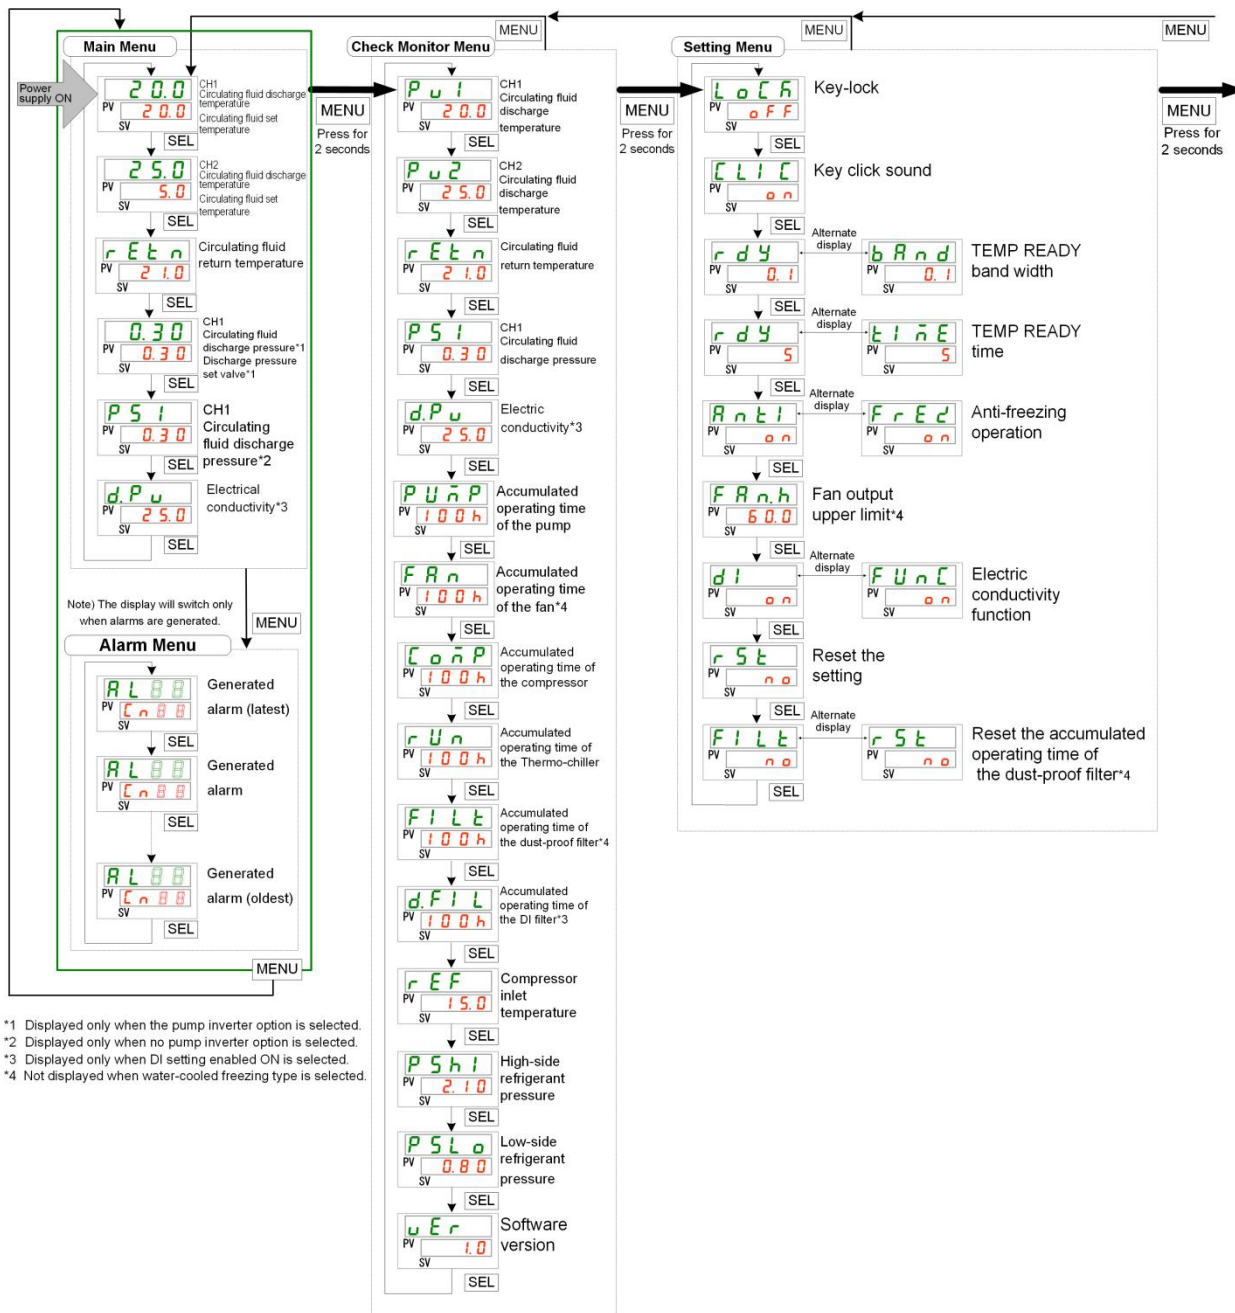 MENU
MENU
MENU
Main Menu
Power
supply ON
20.0
PV
20.0
SV
CH1
Circulating fluid discharge
temperature
Circulating fluid set
temperature
SEL
25.0
PV
5.0
SV
CH2
Circulating fluid discharge
temperature
Circulating fluid set
temperature
SEL
rEtn
PV
21.0
SV
Circulating fluid
return temperature
SEL
0.30
PV
0.30
SV
CH1
Circulating fluid
discharge pressure*1
Discharge pressure
set valve*1
SEL
PS1
PV
0.30
SV
CH1
Circulating
fluid discharge
pressure*2
SEL
d.Pv
PV
25.0
SV
Electrical
conductivity*3
SEL
Note) The display will switch only
when alarms are generated.
MENU
Alarm Menu
AL88
PV
Cn88
SV
Generated
alarm (latest)
SEL
AL88
PV
Cn88
SV
Generated
alarm
SEL
AL88
PV
Cn88
SV
Generated
alarm (oldest)
SEL
MENU
*1 Displayed only when the pump inverter option is selected.
*2 Displayed only when no pump inverter option is selected.
*3 Displayed only when DI setting enabled ON is selected.
*4 Not displayed when water-cooled freezing type is selected.
MENU
Press for
2 seconds
Check Monitor Menu
Pv1
PV
20.0
SV
CH1
Circulating fluid
discharge
temperature
SEL
Pv2
PV
25.0
SV
CH2
Circulating fluid
discharge
temperature
SEL
rEtn
PV
21.0
SV
Circulating fluid
return temperature
SEL
PS1
PV
0.30
SV
CH1
Circulating fluid
discharge pressure
SEL
d.Pv
PV
25.0
SV
Electric
conductivity*3
SEL
PUmP
PV
100h
SV
Accumulated
operating time
of the pump
SEL
FAn
PV
100h
SV
Accumulated
operating time
of the fan*4
SEL
ComP
PV
100h
SV
Accumulated
operating time of
the compressor
SEL
rUn
PV
100h
SV
Accumulated
operating time of
the Thermo-chiller
SEL
FILt
PV
100h
SV
Accumulated
operating time of
the dust-proof filter*4
SEL
d.FIL
PV
100h
SV
Accumulated
operating time of
the DI filter*3
SEL
rEF
PV
15.0
SV
Compressor
inlet
temperature
SEL
PSh1
PV
2.10
SV
High-side
refrigerant
pressure
SEL
PSLo
PV
0.80
SV
Low-side
refrigerant
pressure
SEL
vEr
PV
1.0
SV
Software
version
SEL
MENU
Press for
2 seconds
Setting Menu
LoCk
PV
oFF
SV
Key-lock
SEL
CLIC
PV
on
SV
Key click sound
SEL
rdY
PV
0.1
SV
Alternate
display
bAnd
PV
0.1
SV
TEMP READY
band width
SEL
rdY
PV
5
SV
Alternate
display
tImE
PV
5
SV
TEMP READY
time
SEL
AntI
PV
on
SV
Alternate
display
FrEZ
PV
on
SV
Anti-freezing
operation
SEL
FAn.h
PV
60.0
SV
Fan output
upper limit*4
SEL
dI
PV
on
SV
Alternate
display
FUnC
PV
on
SV
Electric
conductivity
function
SEL
rSt
PV
no
SV
Reset the
setting
SEL
FILt
PV
no
SV
Alternate
display
rSt
PV
no
SV
Reset the accumulated
operating time of
the dust-proof filter*4
SEL
MENU
Press for
2 seconds